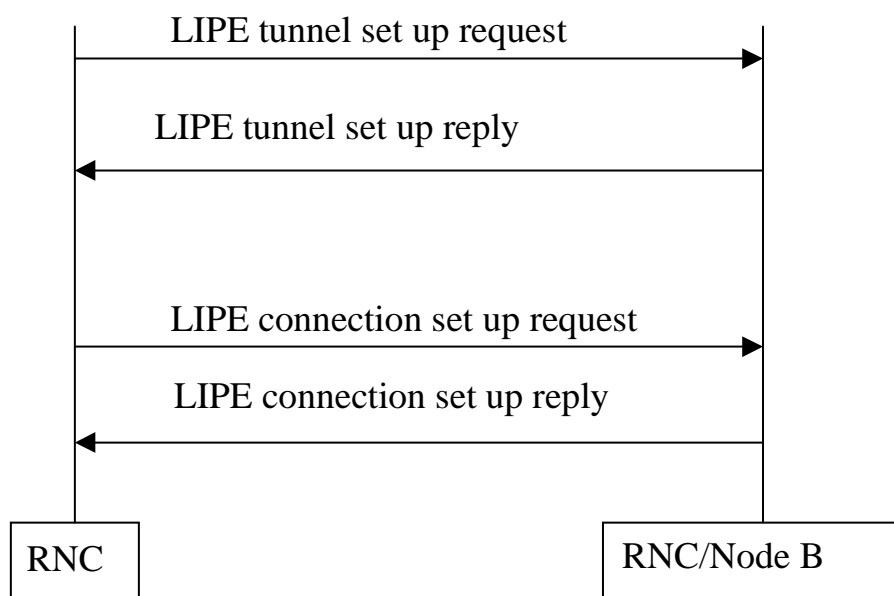 LIPE tunnel set up request
LIPE tunnel set up reply
LIPE connection set up request
LIPE connection set up reply
RNC
RNC/Node B